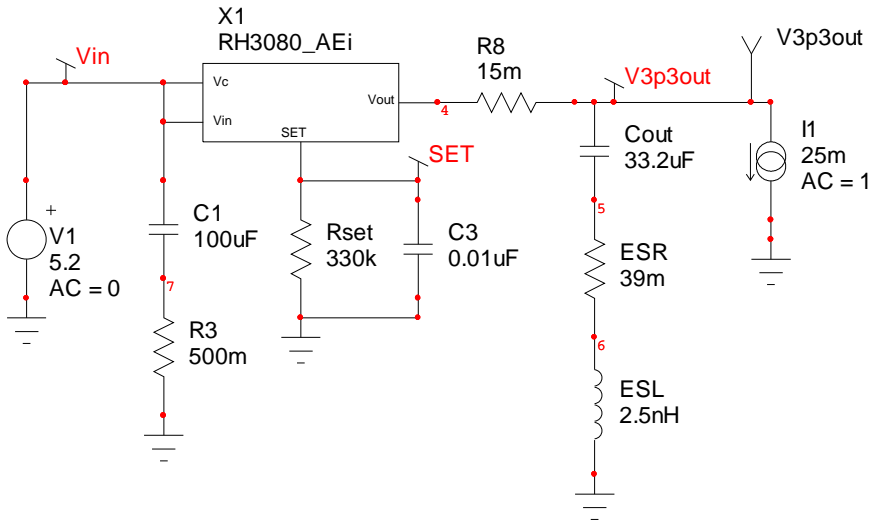 X1
RH3080_AEi
Vin
Vc
Vin
Vout
SET
4
R8
15m
V3p3out
V3p3out
Cout
33.2uF
I1
25m
AC = 1
SET
+
V1
5.2
AC = 0
C1
100uF
Rset
330k
C3
0.01uF
5
ESR
39m
7
R3
500m
6
ESL
2.5nH